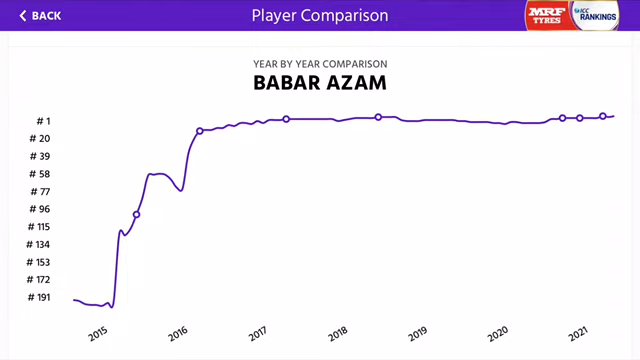 BACK
Player Comparison
MRF
TYRES
ICC
RANKINGS
YEAR BY YEAR COMPARISON
BABAR AZAM
# 1
# 20
# 39
# 58
# 77
# 96
# 115
# 134
# 153
# 172
# 191
2015
2016
2017
2018
2019
2020
2021